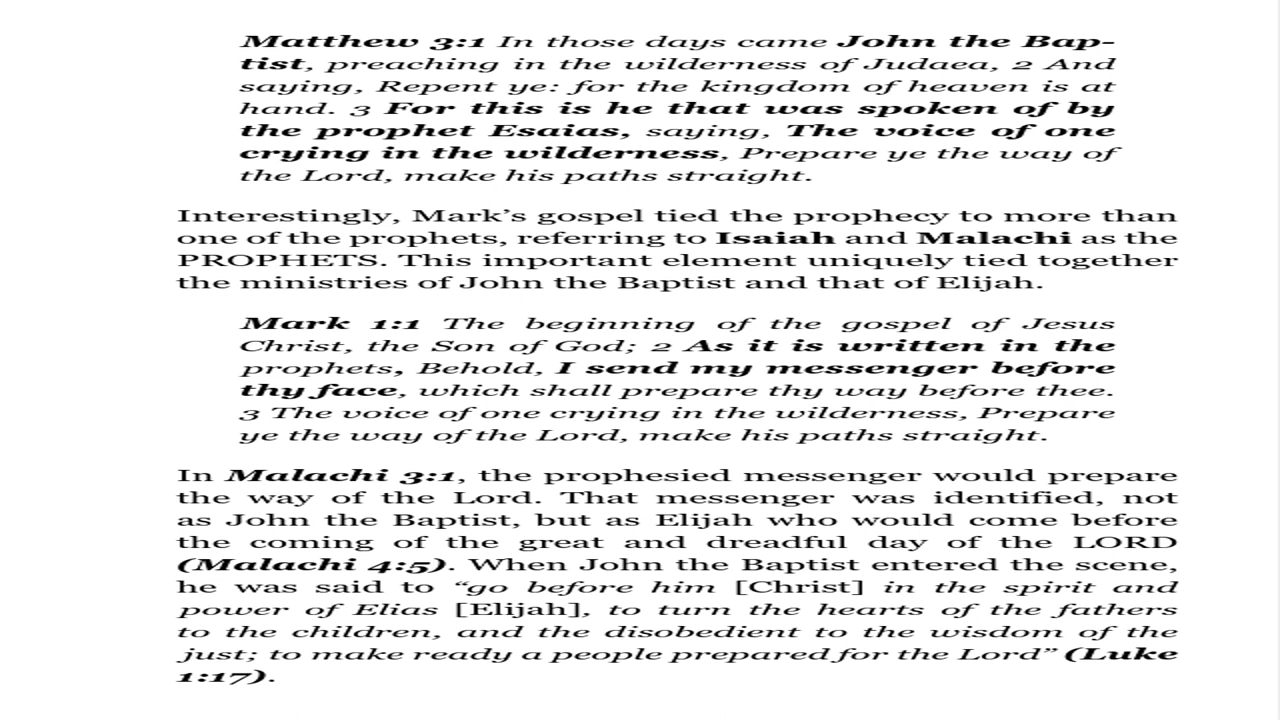 Matthew 3:1 In those days came John the Bap-
tist, preaching in the wilderness of Judaea, 2 And
saying, Repent ye: for the kingdom of heaven is at
hand. 3 For this is he that was spoken of by
the prophet Esaias, saying, The voice of one
crying in the wilderness, Prepare ye the way of
the Lord, make his paths straight.
Interestingly, Mark’s gospel tied the prophecy to more than
one of the prophets, referring to Isaiah and Malachi as the
PROPHETS. This important element uniquely tied together
the ministries of John the Baptist and that of Elijah.
Mark 1:1 The beginning of the gospel of Jesus
Christ, the Son of God; 2 As it is written in the
prophets, Behold, I send my messenger before
thy face, which shall prepare thy way before thee.
3 The voice of one crying in the wilderness, Prepare
ye the way of the Lord, make his paths straight.
In Malachi 3:1, the prophesied messenger would prepare
the way of the Lord. That messenger was identified, not
as John the Baptist, but as Elijah who would come before
the coming of the great and dreadful day of the LORD
(Malachi 4:5). When John the Baptist entered the scene,
he was said to “go before him [Christ] in the spirit and
power of Elias [Elijah], to turn the hearts of the fathers
to the children, and the disobedient to the wisdom of the
just; to make ready a people prepared for the Lord” (Luke
1:17).